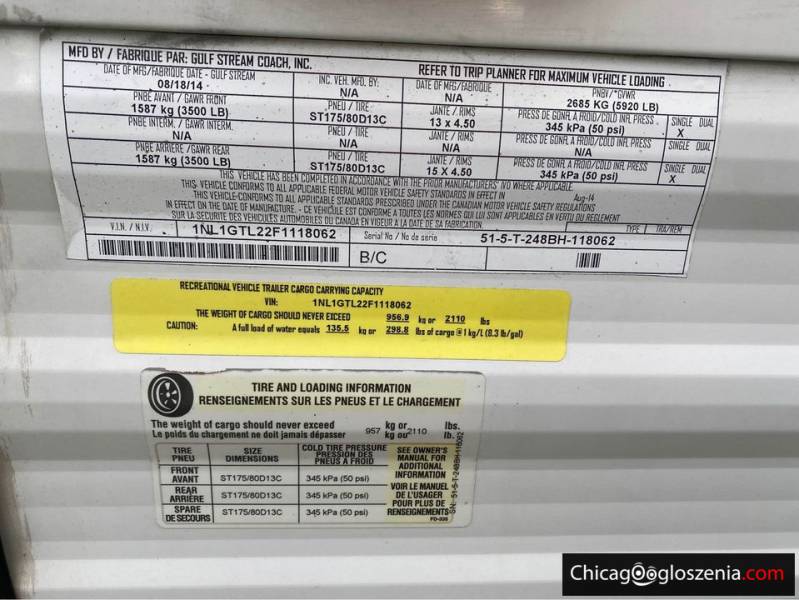 MFD BY / FABRIQUE PAR: GULF STREAM COACH, INC.
REFER TO TRIP PLANNER FOR MAXIMUM VEHICLE LOADING
DATE OF MFG/FABRIQUE DATE - GULF STREAM INC. VEH. MFG BY: DATE OF MFG/FABRIQUE PNBV/*GVWR
08/18/14 N/A N/A 2685 KG (5920 LB)
PNBE AVANT / GAWR FRONT PNEU / TIRE JANTE / RIMS PRESS DE GONFL A FROID/COLD INFL PRESS SINGLE DUAL
1587 kg (3500 LB) ST175/80D13C 13 x 4.50 345 kPa (50 psi) X
PNBE INTERM. / GAWR INTERM. PNEU / TIRE JANTE / RIMS PRESS DE GONFL A FROID/COLD INFL PRESS SINGLE DUAL
N/A N/A N/A N/A
PNBE ARRIÈRE /GAWR REAR PNEU / TIRE JANTE / RIMS PRESS DE GONFL A FROID/COLD INFL PRESS SINGLE DUAL
1587 kg (3500 LB) ST175/80D13C 15 X 4.50 345 kPa (50 psi) X
THIS VEHICLE HAS BEEN COMPLETED IN ACCORDANCE WITH THE PRIOR MANUFACTURERS' IVD WHERE APPLICABLE.
THIS VEHICLE CONFORMS TO ALL APPLICABLE FEDERAL MOTOR VEHICLE SAFETY STANDARDS IN EFFECT IN Aug-14
THIS VEHICLE CONFORMS TO ALL APPLICABLE STANDARDS PRESCRIBED UNDER THE CANADIAN MOTOR VEHICLE SAFETY REGULATIONS
IN EFFECT ON THE DATE OF MANUFACTURE. - CE VÉHICULE EST CONFORME A TOUTES LES NORMES QUI LUI SONT APPLICABLES EN VERTU DU RÈGLEMENT
SUR LA SÉCURITÉ DES VÉHICULES AUTOMOBILES DU CANADA EN VIGUEUR A LA DATE DE SA FABRICATION
V.I.N. / N.I.V. 1NL1GTL22F1118062 Serial No / No de serie 51-5-T-248BH-118062 TYPE TRA/REM
B/C
RECREATIONAL VEHICLE TRAILER CARGO CARRYING CAPACITY
VIN: 1NL1GTL22F1118062
THE WEIGHT OF CARGO SHOULD NEVER EXCEED 956.9 kg or 2110 lbs
CAUTION: A full load of water equals 135.5 kg or 298.8 lbs of cargo @ 1 kg/L (8.3 lb/gal)
TIRE AND LOADING INFORMATION
RENSEIGNEMENTS SUR LES PNEUS ET LE CHARGEMENT
The weight of cargo should never exceed 957 kg or 2110 lbs.
Le poids du chargement ne doit jamais dépasser kg ou lb.
TIRE SIZE COLD TIRE PRESSURE
PNEU DIMENSIONS PRESSION DES PNEUS A FROID
FRONT AVANT ST175/80D13C 345 kPa (50 psi)
REAR ARRIÈRE ST175/80D13C 345 kPa (50 psi)
SPARE DE SECOURS ST175/80D13C 345 kPa (50 psi)
SEE OWNER'S
MANUAL FOR
ADDITIONAL
INFORMATION
VOIR LE MANUEL
DE L'USAGER
POUR PLUS DE
RENSEIGNEMENTS
SN: 51-5-T-248BH-118062
ChicagoOgloszenia.com